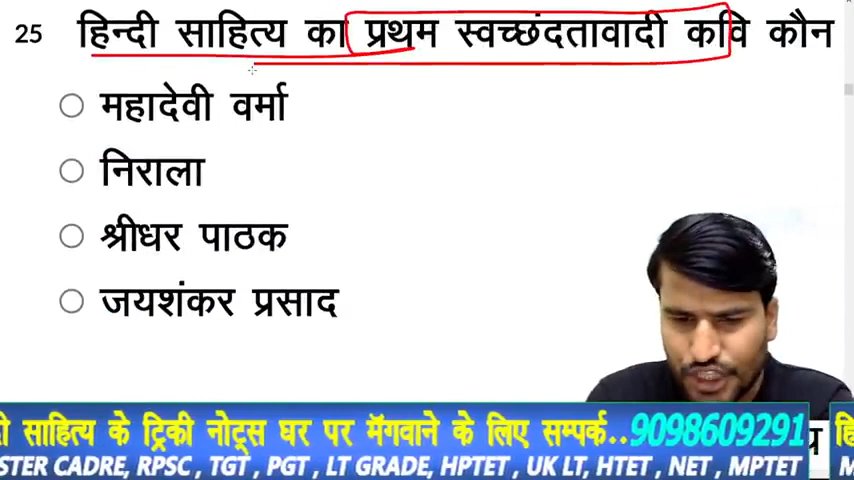 25 हिन्दी साहित्य का प्रथम स्वच्छंदतावादी कवि कौन
महादेवी वर्मा
निराला
श्रीधर पाठक
जयशंकर प्रसाद
दी साहित्य के ट्रिकी नोट्स घर पर मॅगवाने के लिए सम्पर्क..9098609291
STER CADRE, RPSC , TGT , PGT , LT GRADE, HPTET , UK LT, HTET , NET , MPTET